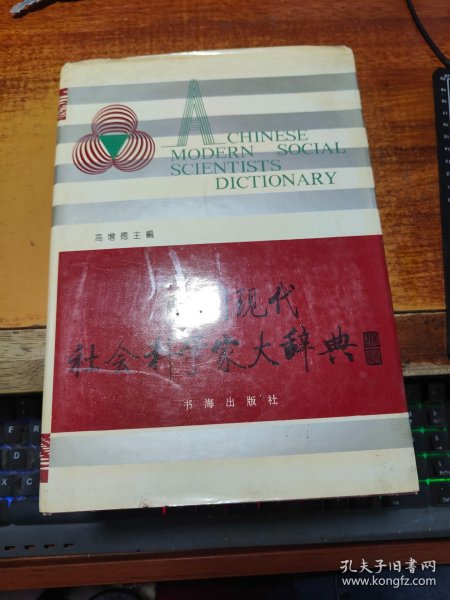 A CHINESE
MODERN SOCIAL
SCIENTISTS
DICTIONARY
高增德主編
现代
社会科学家大辞典
书海出版社
孔夫子旧书网
www.kongfz.com